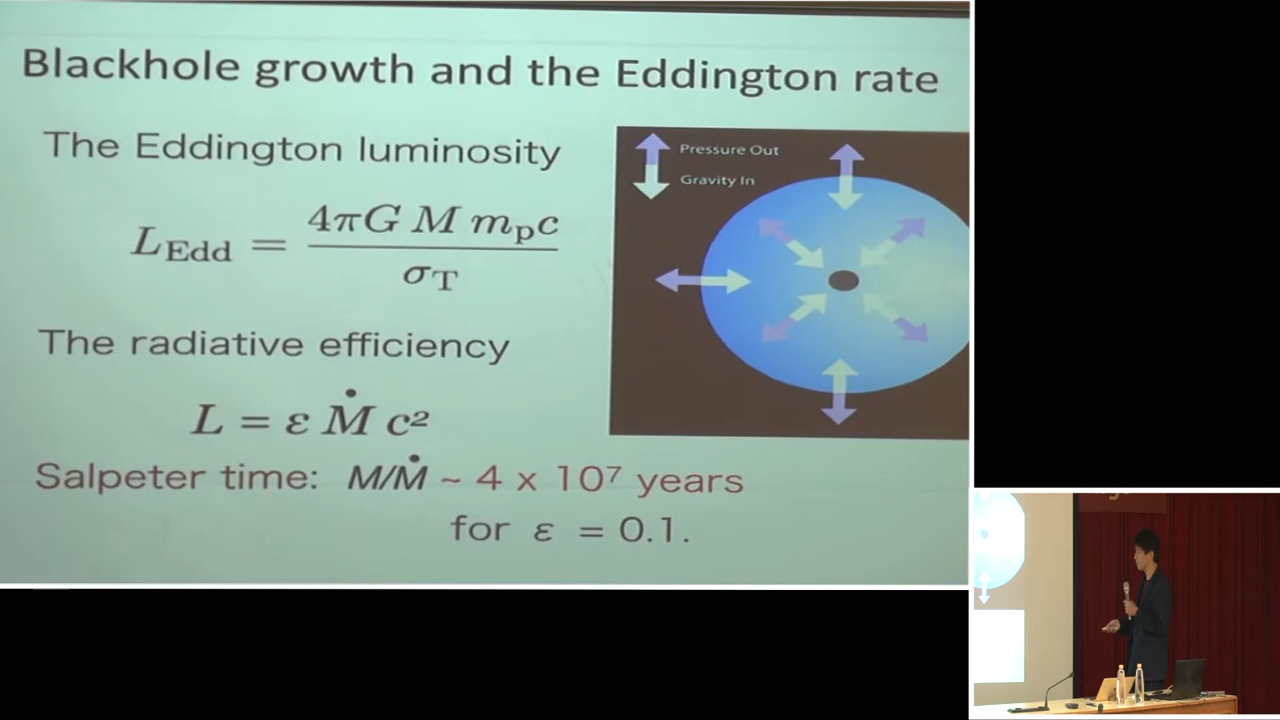 Blackhole growth and the Eddington rate
The Eddington luminosity
L_Edd = 4πG M m_p c / σ_T
The radiative efficiency
L = ε Ṁ c²
Salpeter time: M/Ṁ ~ 4 x 10⁷ years
for ε = 0.1.
Pressure Out
Gravity In